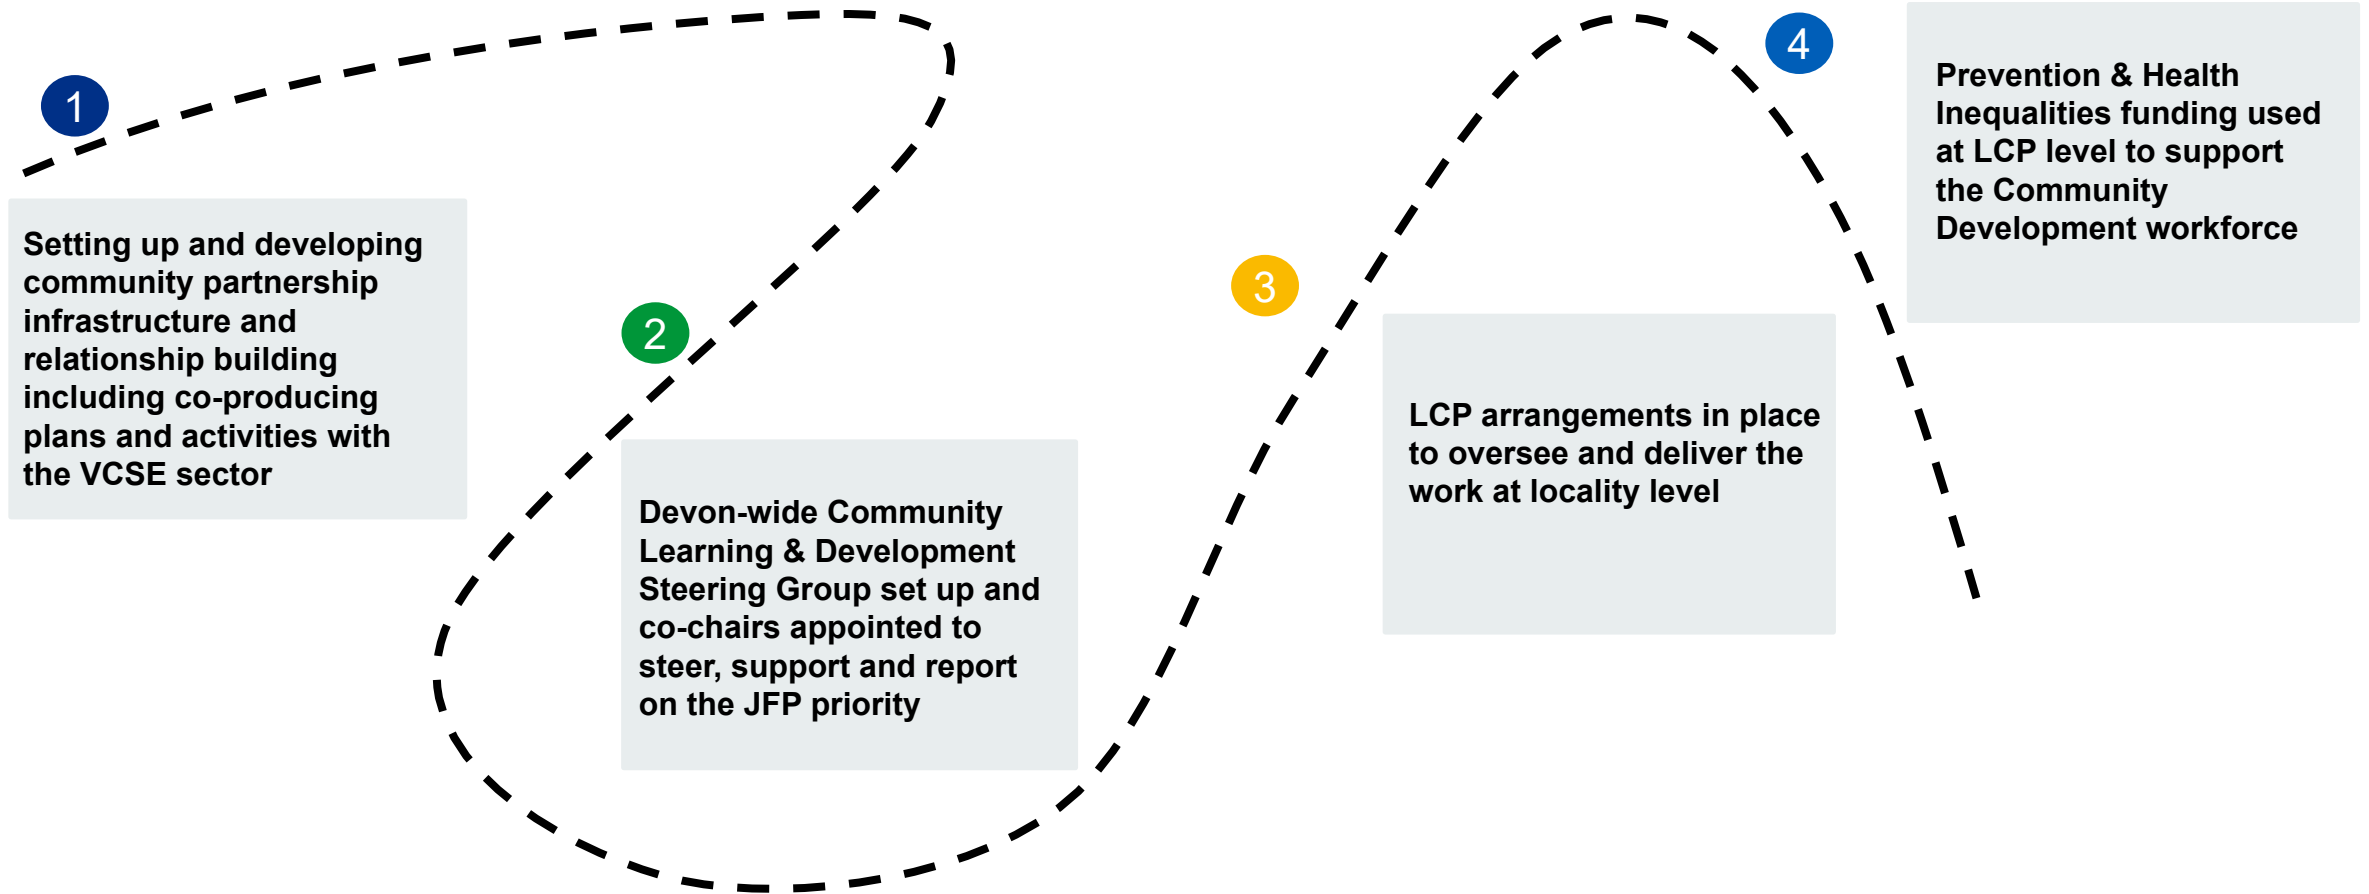 1
Setting up and developing
community partnership
infrastructure and
relationship building
including co-producing
plans and activities with
the VCSE sector
2
Devon-wide Community
Learning & Development
Steering Group set up and
co-chairs appointed to
steer, support and report
on the JFP priority
3
LCP arrangements in place
to oversee and deliver the
work at locality level
4
Prevention & Health
Inequalities funding used
at LCP level to support
the Community
Development workforce